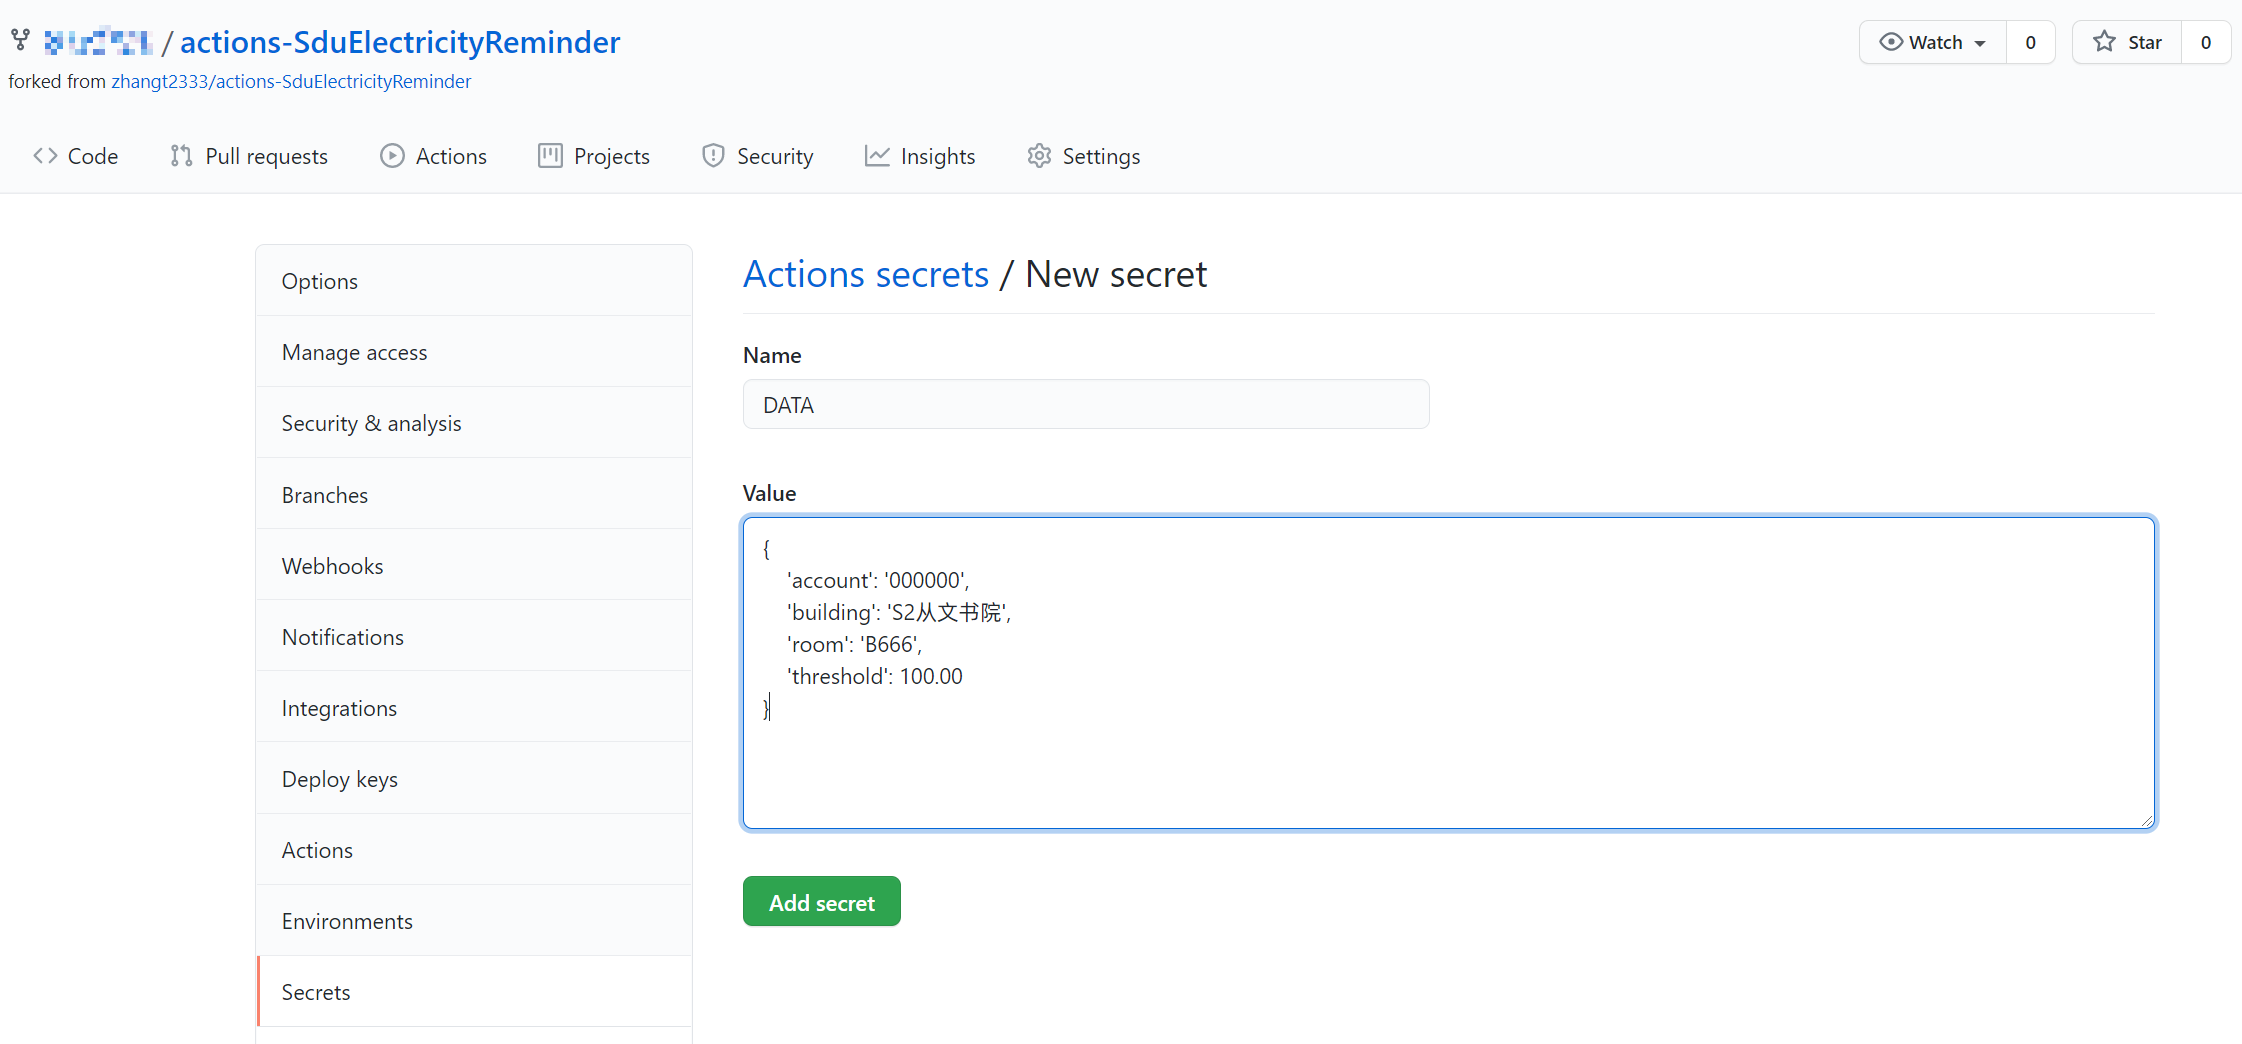 / actions-SduElectricityReminder
Watch 0 Star 0
forked from zhangt2333/actions-SduElectricityReminder
Code Pull requests Actions Projects Security Insights Settings
Options
Manage access
Security & analysis
Branches
Webhooks
Notifications
Integrations
Deploy keys
Actions
Environments
Secrets
Actions secrets / New secret
Name
DATA
Value
{
'account': '000000',
'building': 'S2从文书院',
'room': 'B666',
'threshold': 100.00
}
Add secret